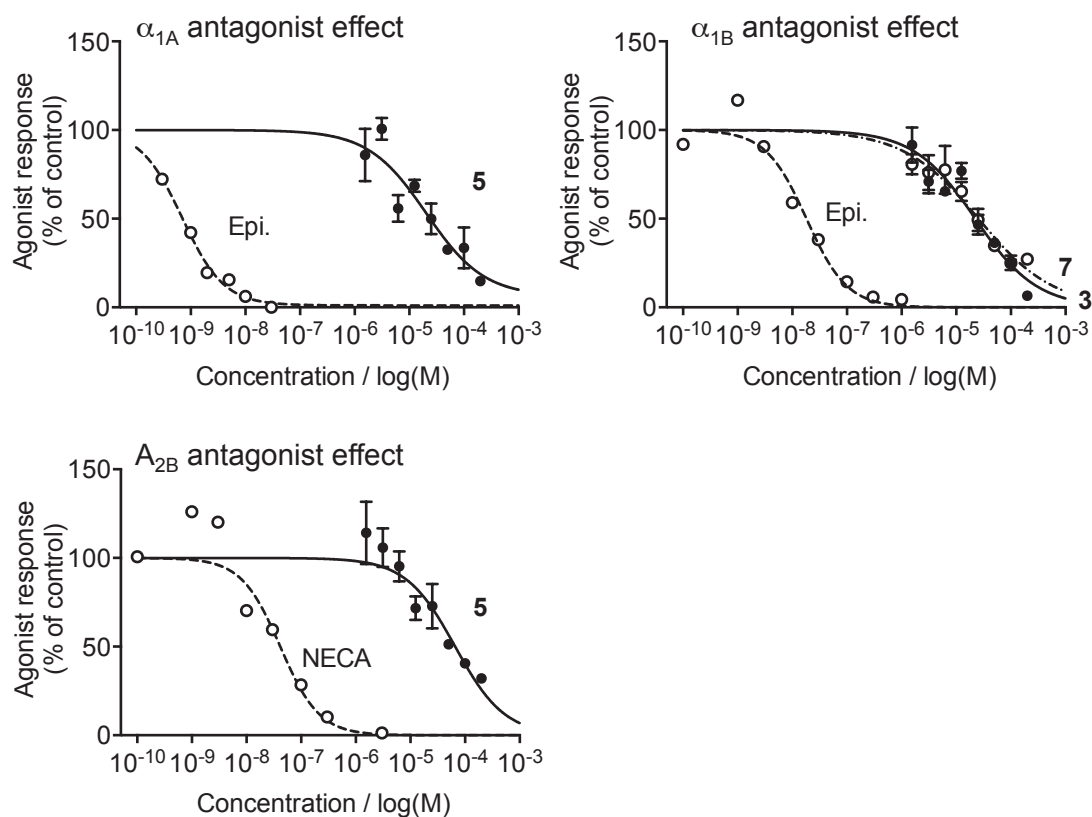 α1A antagonist effect
150
100
50
0
Agonist response
(% of control)
Epi.
5
10-10 10-9 10-8 10-7 10-6 10-5 10-4 10-3
Concentration / log(M)
α1B antagonist effect
150
100
50
0
Agonist response
(% of control)
Epi.
7
3
10-10 10-9 10-8 10-7 10-6 10-5 10-4 10-3
Concentration / log(M)
A2B antagonist effect
150
100
50
0
Agonist response
(% of control)
5
NECA
10-10 10-9 10-8 10-7 10-6 10-5 10-4 10-3
Concentration / log(M)